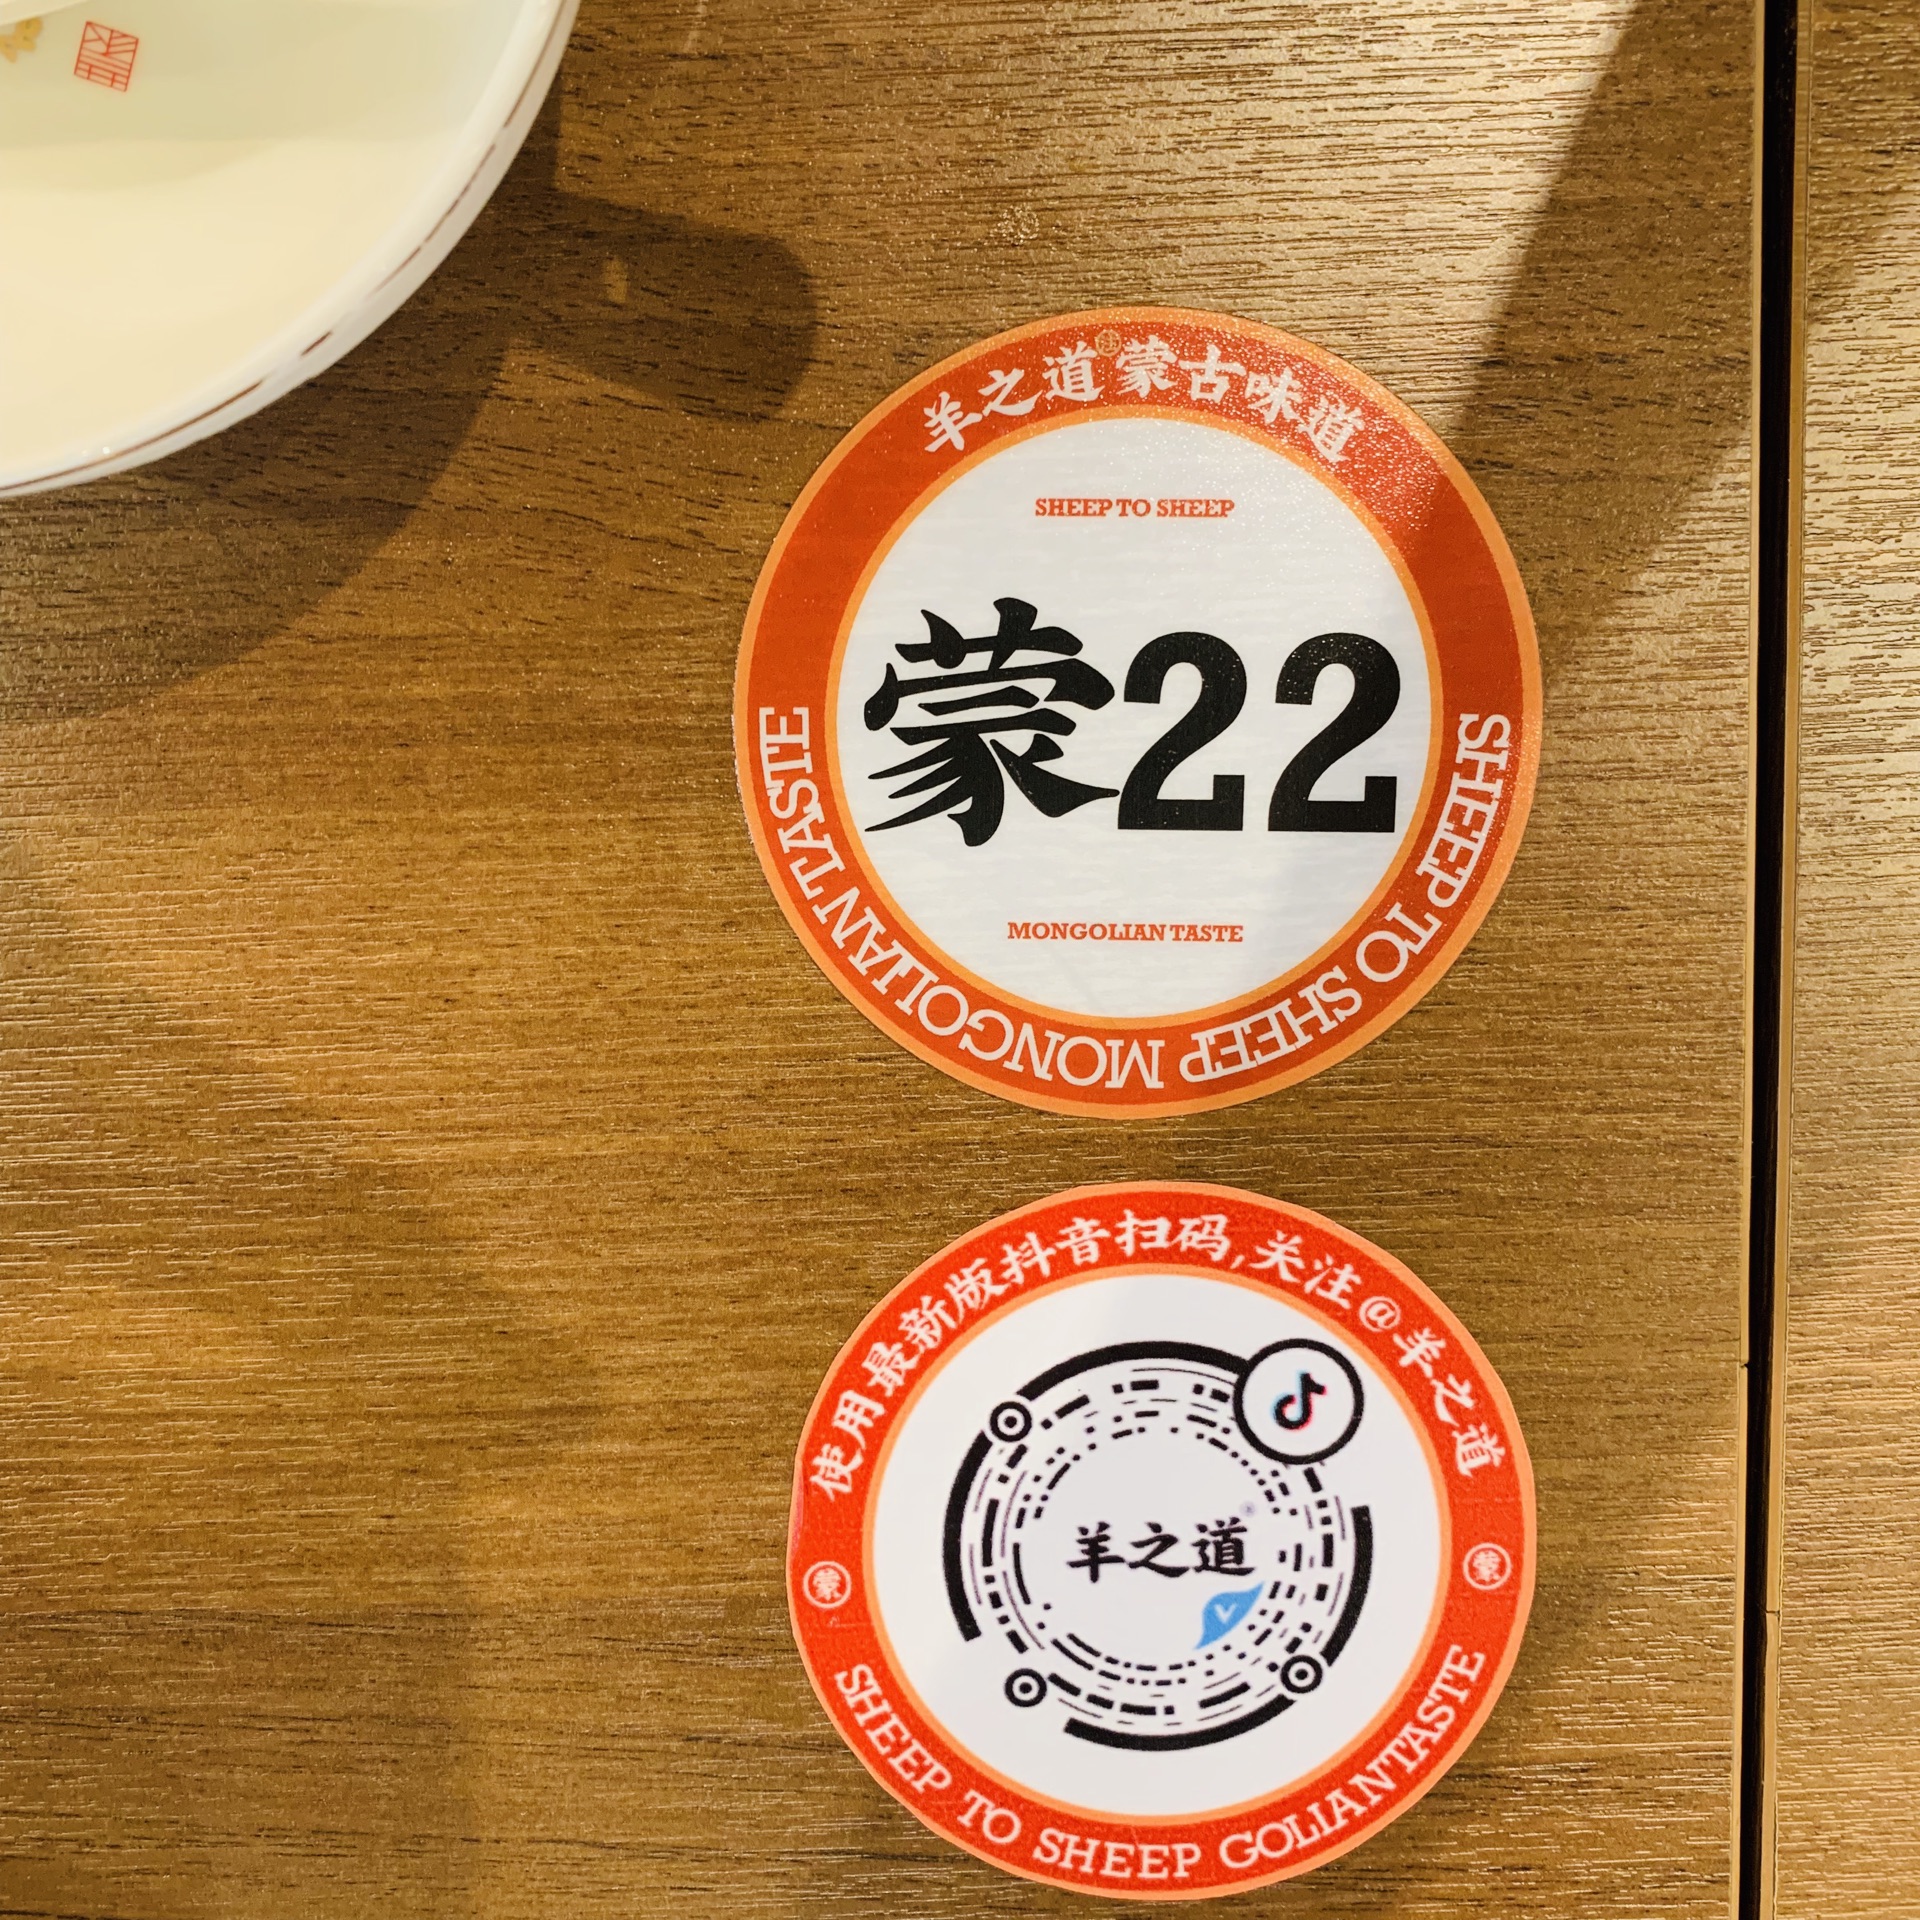 羊之道 蒙古味道
SHEEP TO SHEEP
蒙22
MONGOLIAN TASTE
SHEEP TO SHEEP MONGOLIAN TASTE
使用最新版抖音扫码,关注@羊之道
羊之道
蒙
蒙
SHEEP TO SHEEP GOLIANTASTE